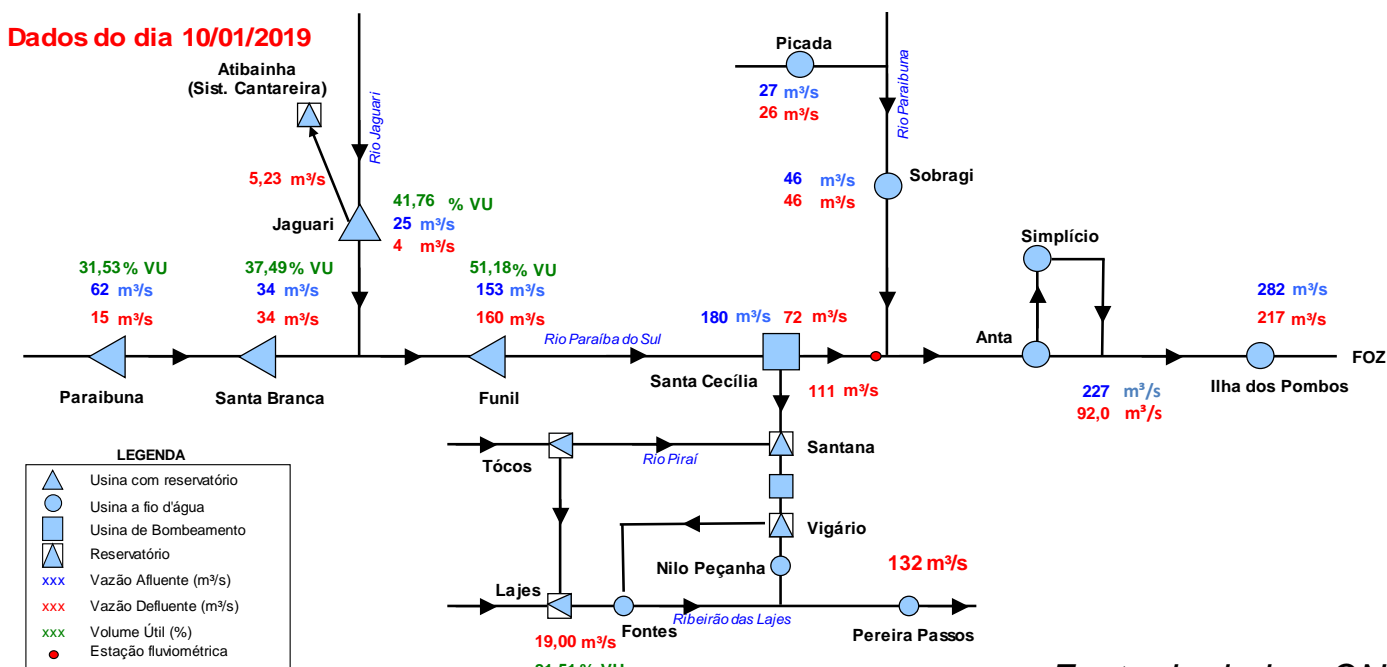 Dados do dia 10/01/2019
Atibainha
(Sist. Cantareira)
Rio Jaguari
5,23 m³/s
Jaguari
41,76 % VU
25 m³/s
4 m³/s
Picada
27 m³/s
26 m³/s
Rio Paraibuna
46 m³/s
46 m³/s
Sobragi
Simplício
31,53% VU
62 m³/s
15 m³/s
Paraibuna
37,49% VU
34 m³/s
34 m³/s
Santa Branca
51,18% VU
153 m³/s
160 m³/s
Funil
Rio Paraíba do Sul
180 m³/s 72 m³/s
Santa Cecília
111 m³/s
Anta
227 m³/s
92,0 m³/s
282 m³/s
217 m³/s
Ilha dos Pombos
FOZ
Tócos
Rio Piraí
Santana
Vigário
Nilo Peçanha
132 m³/s
Lajes
Fontes
Ribeirão das Lajes
Pereira Passos
19,00 m³/s
LEGENDA
Usina com reservatório
Usina a fio d'água
Usina de Bombeamento
Reservatório
xxx Vazão Afluente (m³/s)
xxx Vazão Defluente (m³/s)
xxx Volume Útil (%)
Estação fluviométrica